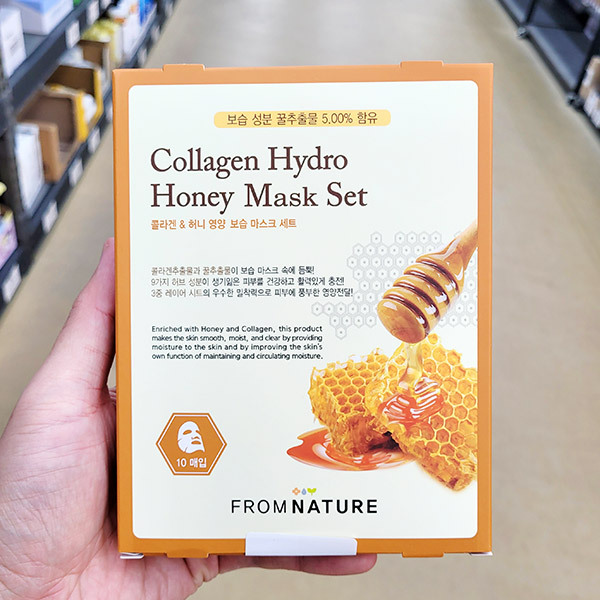 보습 성분 꿀추출물 5.00% 함유
Collagen Hydro
Honey Mask Set
콜라겐 & 허니 영양 보습 마스크 세트
콜라겐추출물과 꿀추출물이 보습 마스크 속에 듬뿍!
9가지 허브 성분이 생기잃은 피부를 건강하고 활력있게 충전!
3중 레이어 시트의 우수한 밀착력으로 피부에 풍부한 영양전달!
Enriched with Honey and Collagen, this product
makes the skin smooth, moist, and clear by providing
moisture to the skin and by improving the skin's
own function of maintaining and circulating moisture.
10 매입
FROMNATURE